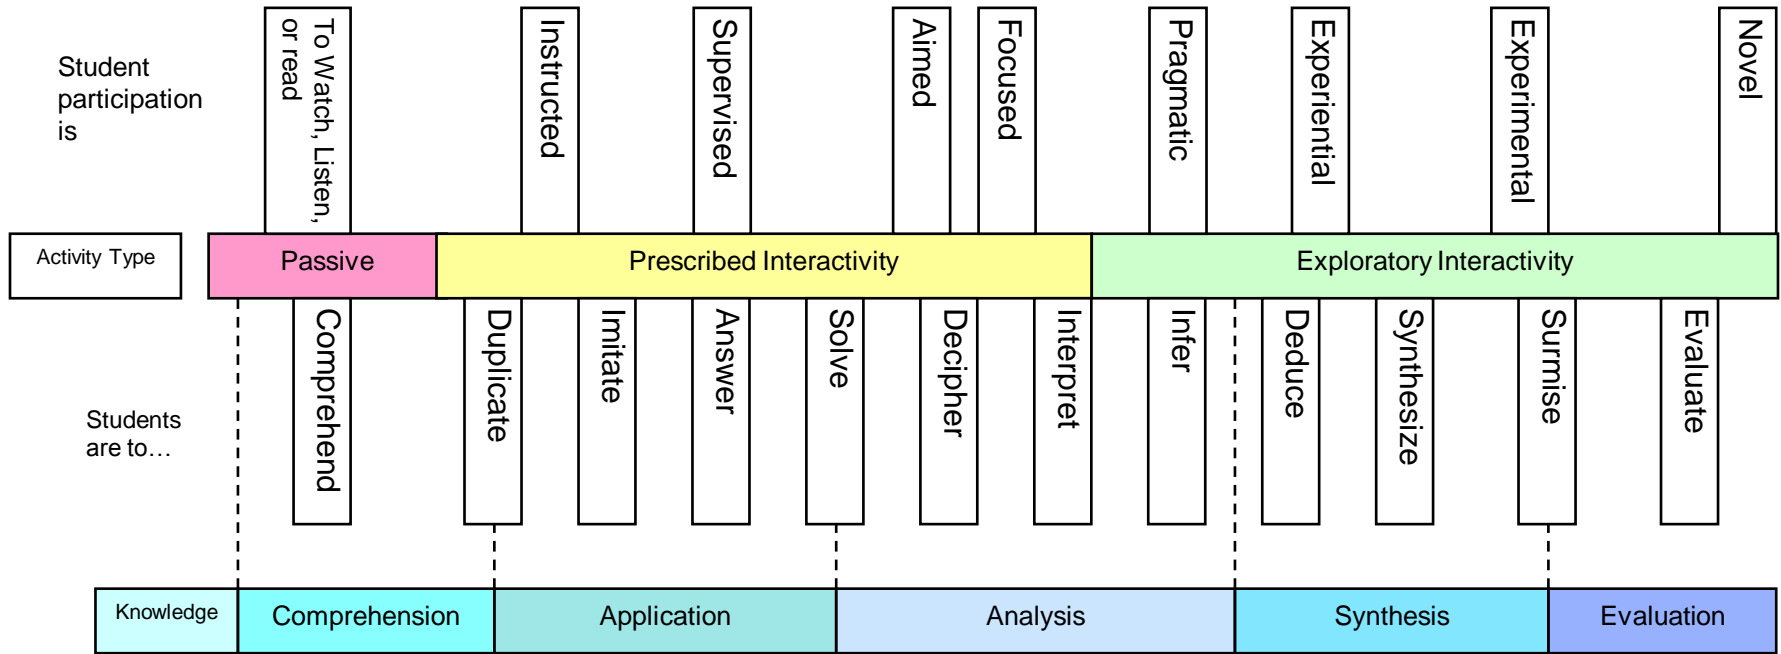 Student
participation
is
To Watch, Listen,
or read
Instructed
Supervised
Aimed
Focused
Pragmatic
Experiential
Experimental
Novel
Activity Type
Passive
Prescribed Interactivity
Exploratory Interactivity
Students
are to…
Comprehend
Duplicate
Imitate
Answer
Solve
Decipher
Interpret
Infer
Deduce
Synthesize
Surmise
Evaluate
Knowledge
Comprehension
Application
Analysis
Synthesis
Evaluation